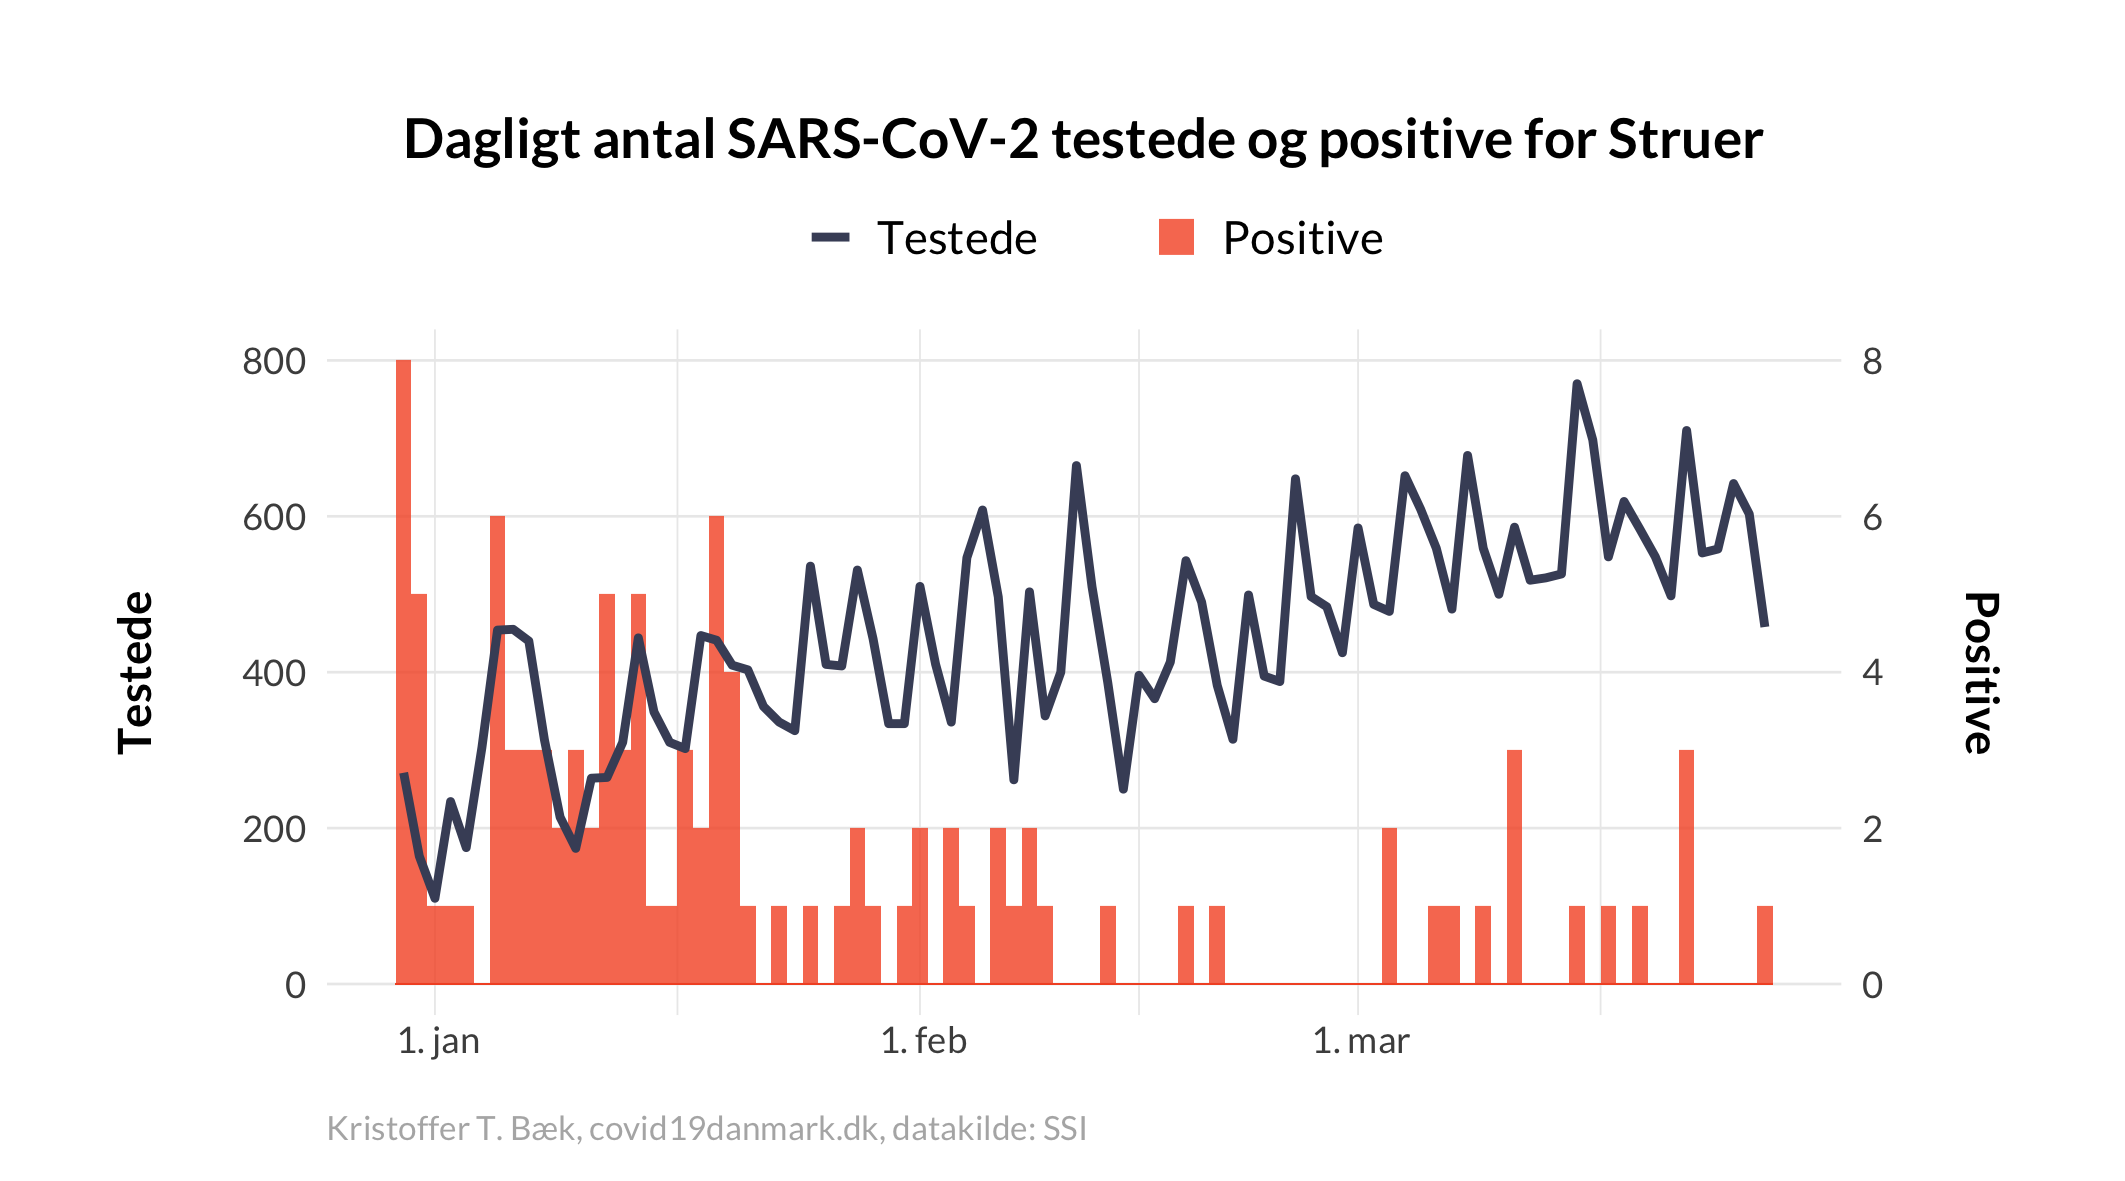 Dagligt antal SARS-CoV-2 testede og positive for Struer
Testede
Positive
800
600
400
200
0
Testede
8
6
4
2
0
Positive
1. jan
1. feb
1. mar
Kristoffer T. Bæk, covid19danmark.dk, datakilde: SSI